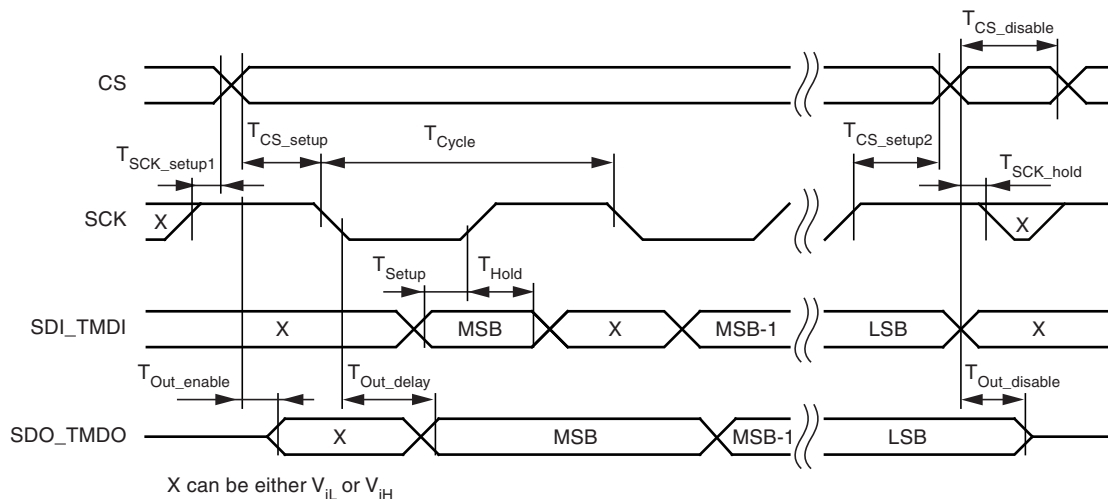 T_CS_disable
CS
T_CS_setup
T_Cycle
T_CS_setup2
T_SCK_setup1
T_SCK_hold
SCK
X
X
T_Setup
T_Hold
SDI_TMDI
X
MSB
X
MSB-1
LSB
X
T_Out_enable
T_Out_delay
T_Out_disable
SDO_TMDO
X
MSB
MSB-1
LSB
X can be either V_iL or V_iH